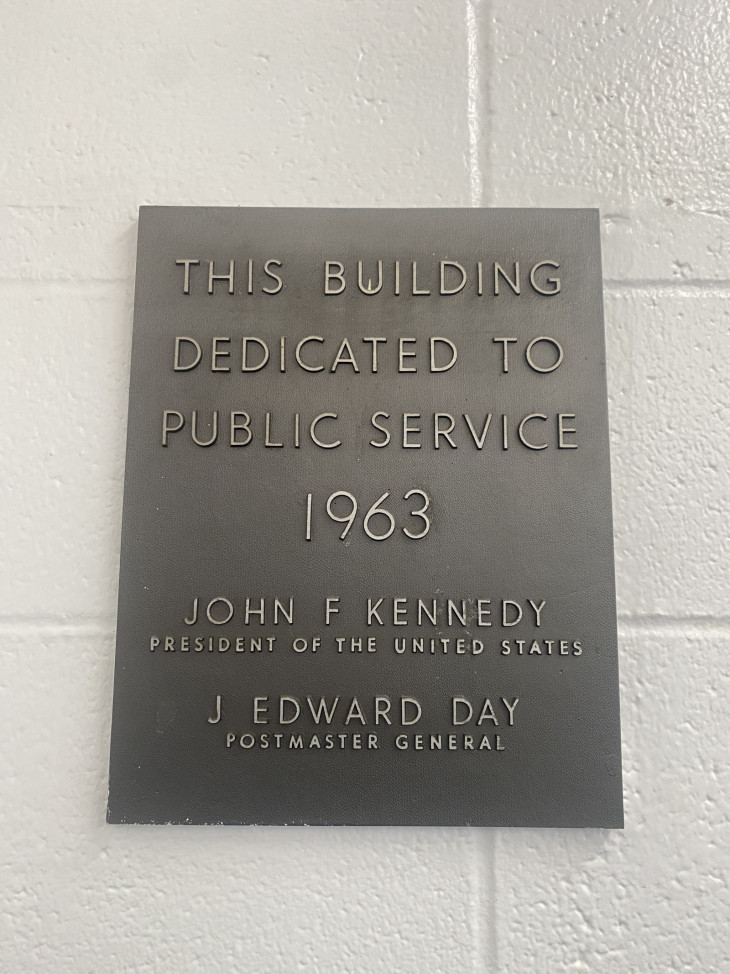 THIS BUILDING
DEDICATED TO
PUBLIC SERVICE
1963
JOHN F KENNEDY
PRESIDENT OF THE UNITED STATES
J EDWARD DAY
POSTMASTER GENERAL